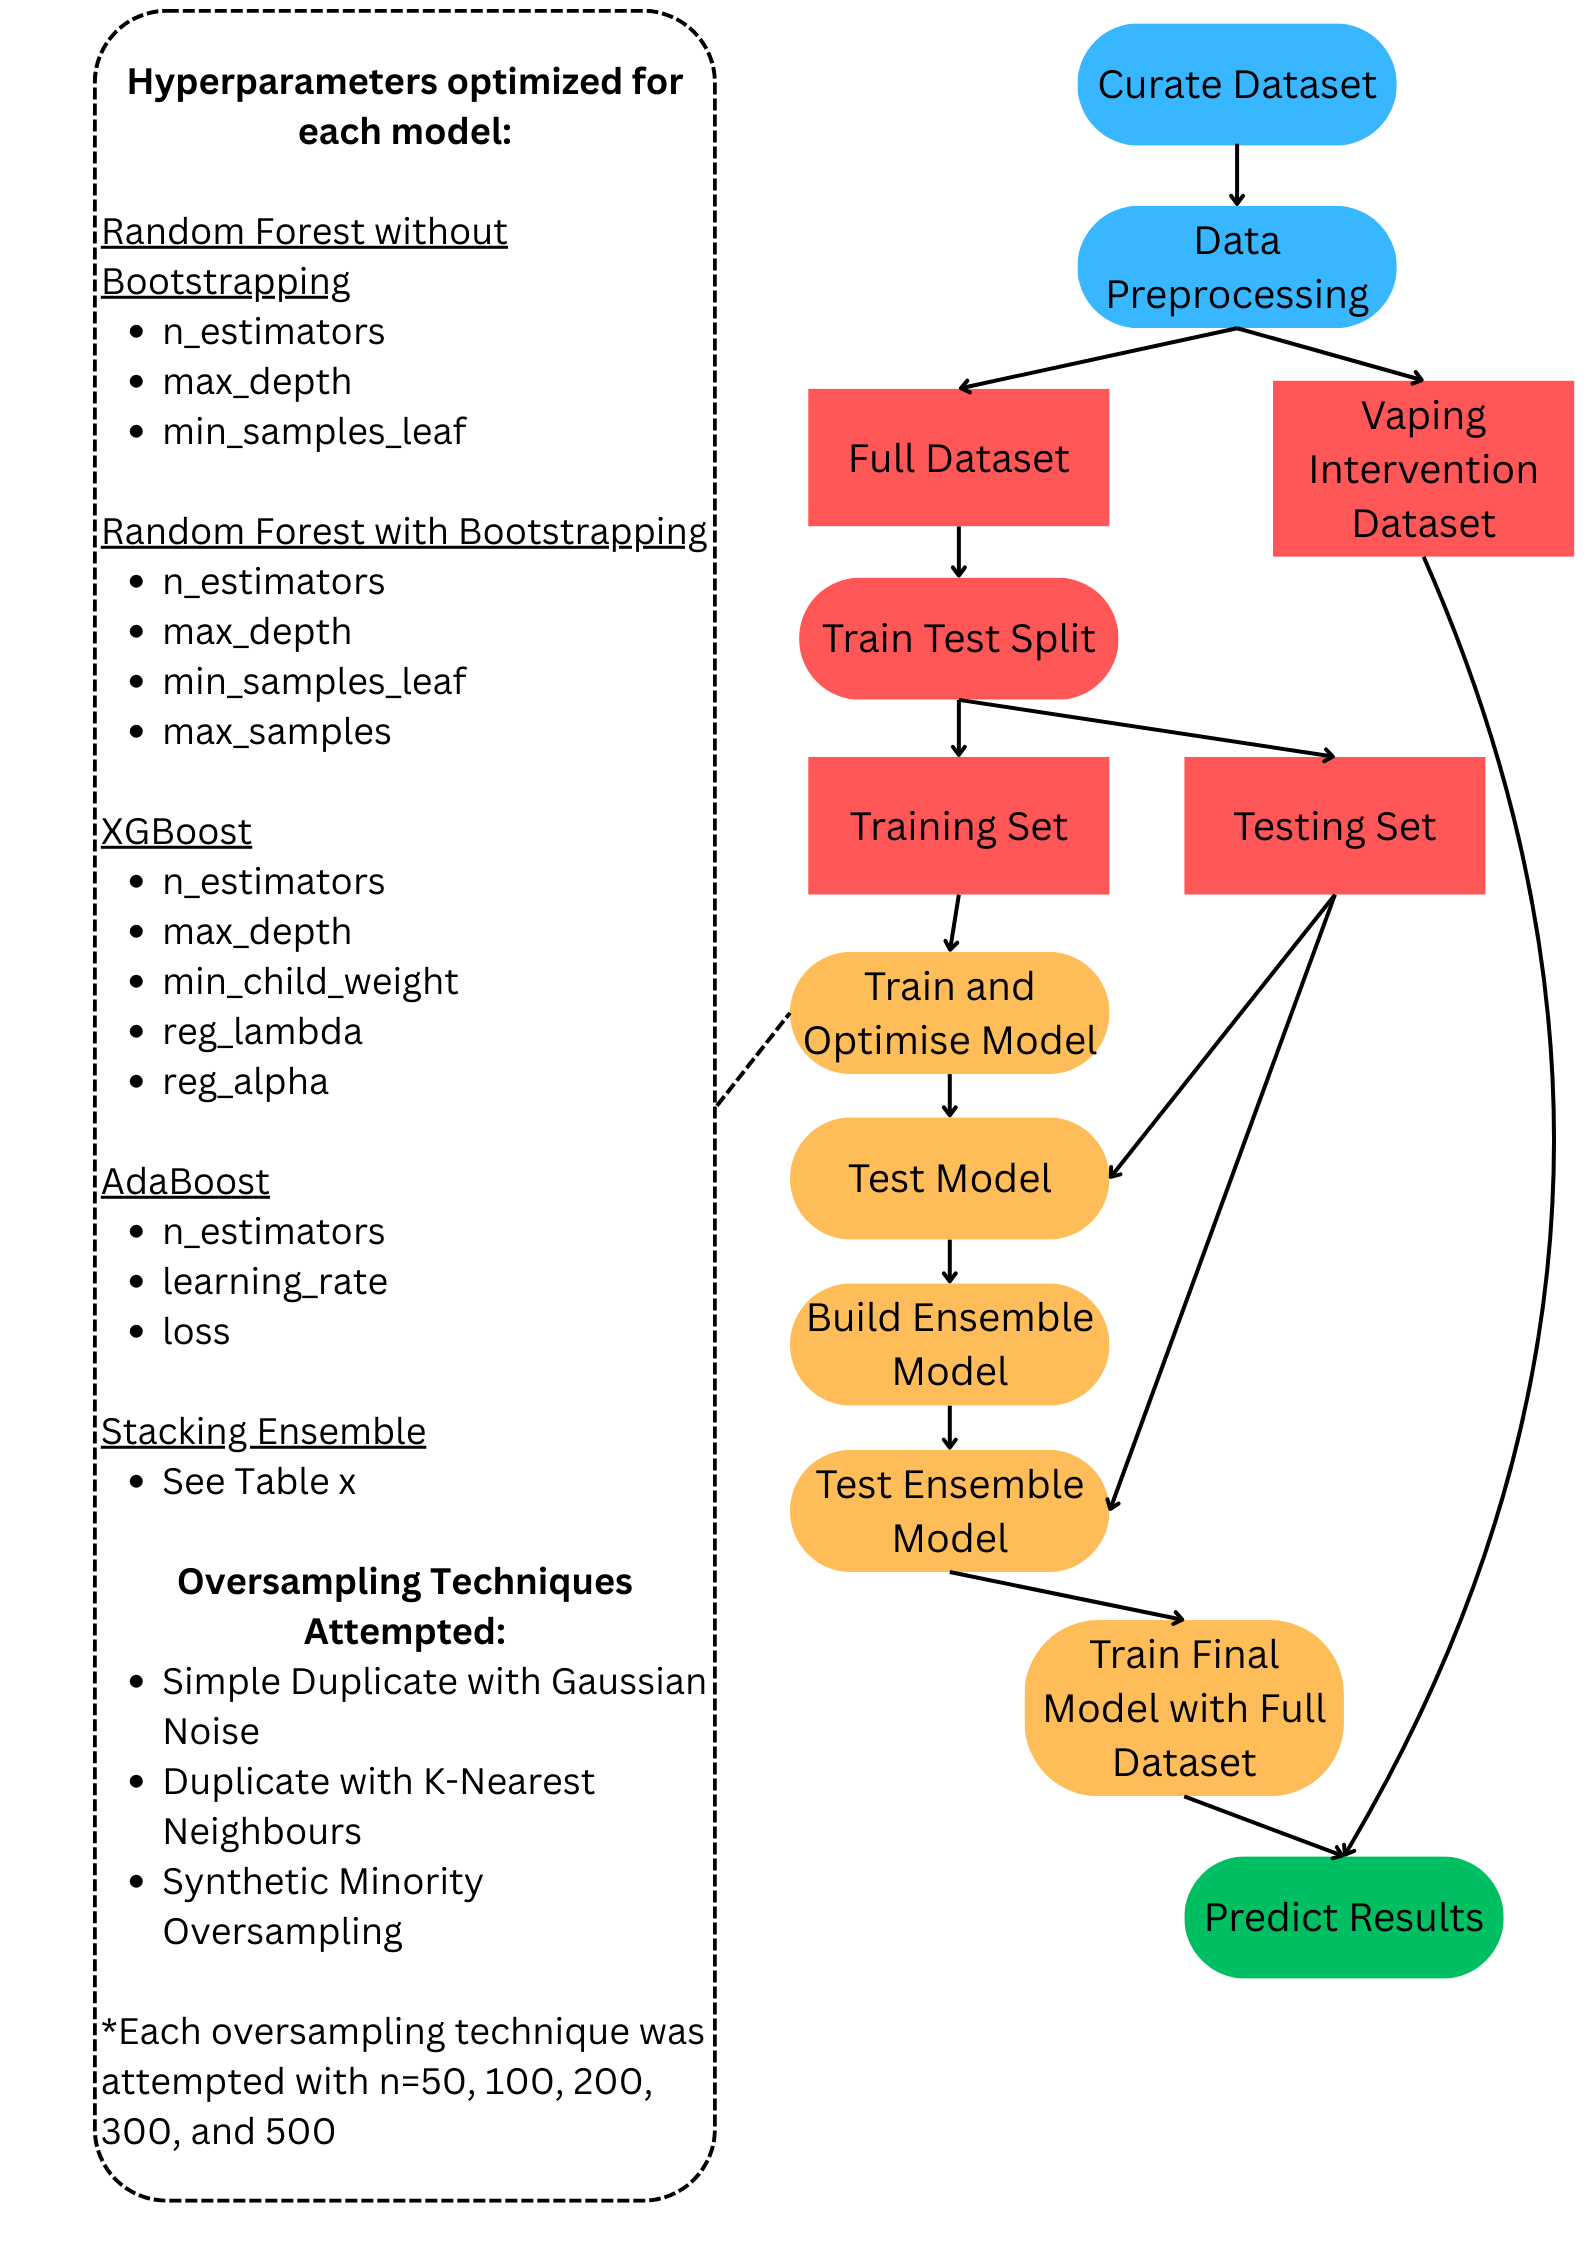 Hyperparameters optimized for
each model:
Random Forest without
Bootstrapping
• n_estimators
• max_depth
• min_samples_leaf
Random Forest with Bootstrapping
• n_estimators
• max_depth
• min_samples_leaf
• max_samples
XGBoost
• n_estimators
• max_depth
• min_child_weight
• reg_lambda
• reg_alpha
AdaBoost
• n_estimators
• learning_rate
• loss
Stacking Ensemble
• See Table x
Oversampling Techniques
Attempted:
• Simple Duplicate with Gaussian
Noise
• Duplicate with K-Nearest
Neighbours
• Synthetic Minority
Oversampling
*Each oversampling technique was
attempted with n=50, 100, 200,
300, and 500
Curate Dataset
Data
Preprocessing
Full Dataset
Vaping
Intervention
Dataset
Train Test Split
Training Set
Testing Set
Train and
Optimise Model
Test Model
Build Ensemble
Model
Test Ensemble
Model
Train Final
Model with Full
Dataset
Predict Results